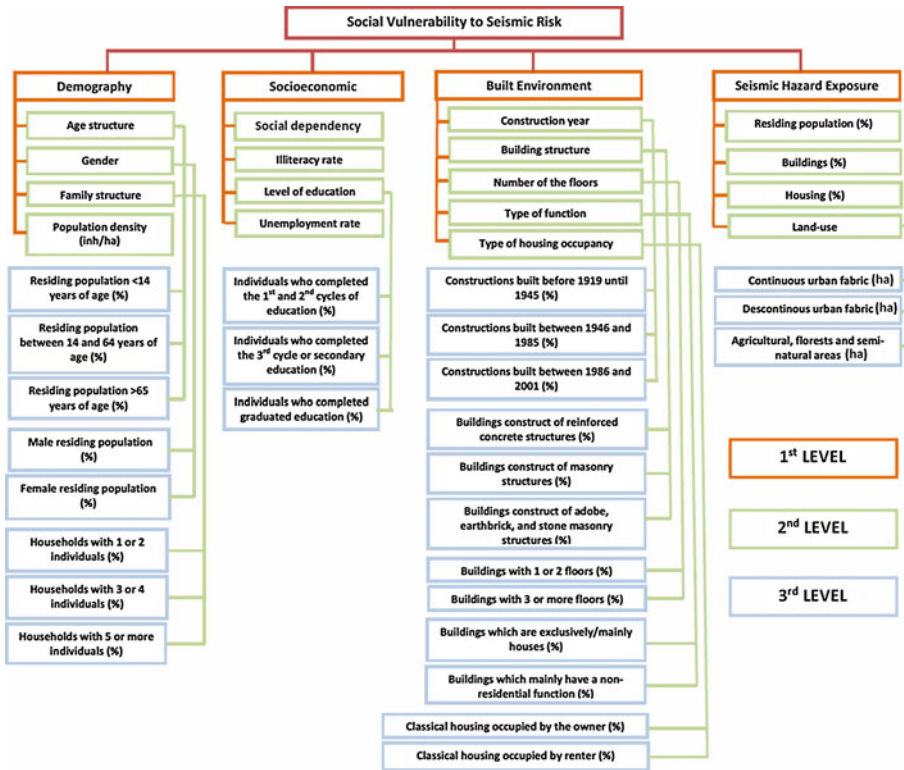 Social Vulnerability to Seismic Risk
Demography
Age structure
Gender
Family structure
Population density
(inh/ha)
Residing population <14
years of age (%)
Residing population
between 14 and 64 years of
age (%)
Residing population >65
years of age (%)
Male residing population
(%)
Female residing population
(%)
Households with 1 or 2
individuals (%)
Households with 3 or 4
individuals (%)
Households with 5 or more
individuals (%)
Socioeconomic
Social dependency
Illiteracy rate
Level of education
Unemployment rate
Individuals who completed
the 1st and 2nd cycles of
education (%)
Individuals who completed
the 3rd cycle or secondary
education (%)
Individuals who completed
graduated education (%)
Built Environment
Construction year
Building structure
Number of the floors
Type of function
Type of housing occupancy
Constructions built before 1919 until
1945 (%)
Constructions built between 1946 and
1985 (%)
Constructions built between 1986 and
2001 (%)
Buildings construct of reinforced
concrete structures (%)
Buildings construct of masonry
structures (%)
Buildings construct of adobe,
earthbrick, and stone masonry
structures (%)
Buildings with 1 or 2 floors (%)
Buildings with 3 or more floors (%)
Buildings which are exclusively/mainly
houses (%)
Buildings which mainly have a non-
residential function (%)
Classical housing occupied by the owner (%)
Classical housing occupied by renter (%)
Seismic Hazard Exposure
Residing population (%)
Buildings (%)
Housing (%)
Land-use
Continuous urban fabric (ha)
Descontinous urban fabric (ha)
Agricultural, florests and semi-
natural areas (ha)
1st LEVEL
2nd LEVEL
3rd LEVEL